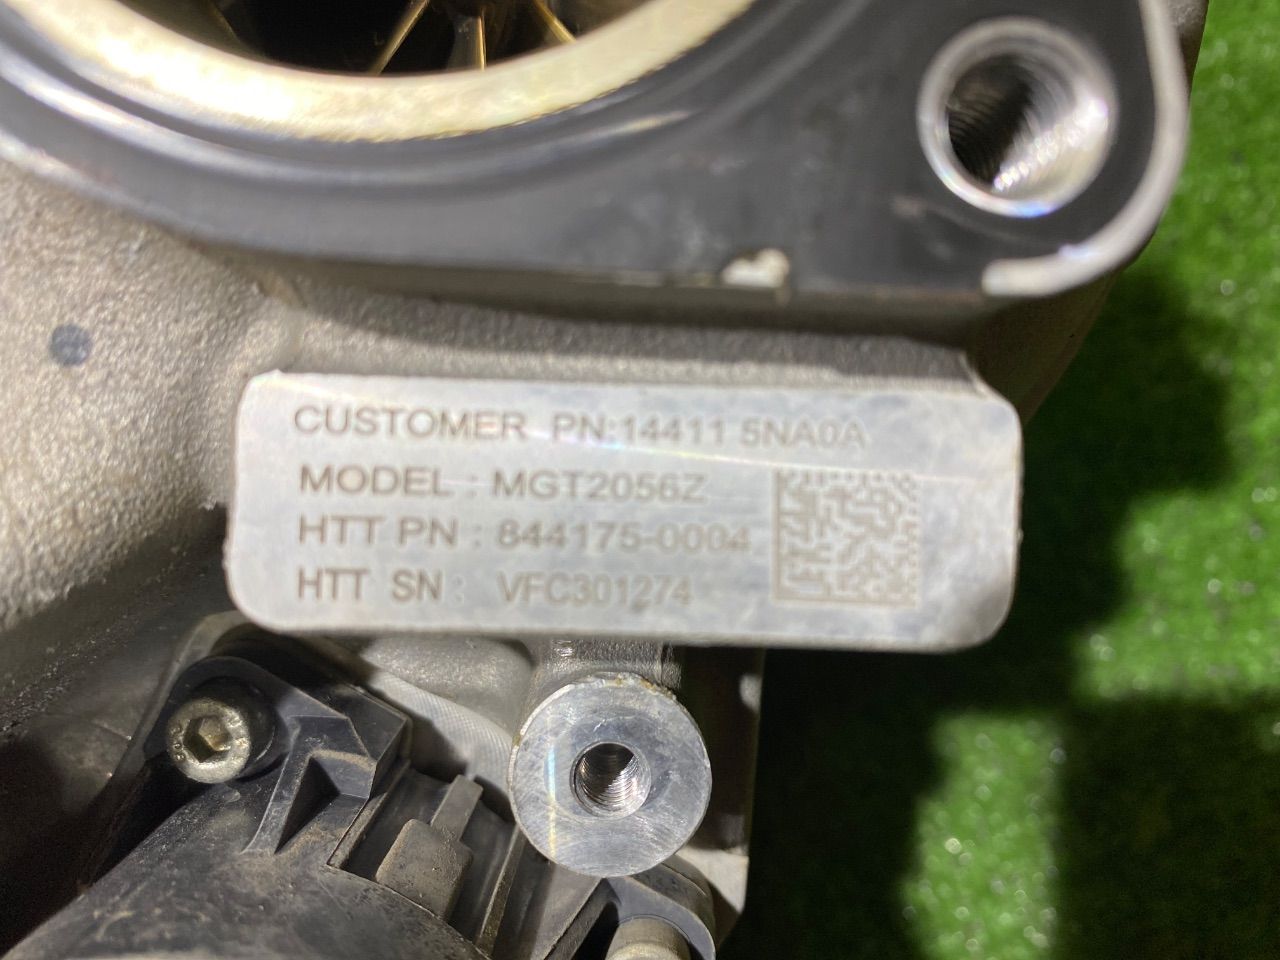 CUSTOMER PN:14411 5NA0A
MODEL : MGT2056Z
HTT PN : 844175-0004
HTT SN : VFC301274